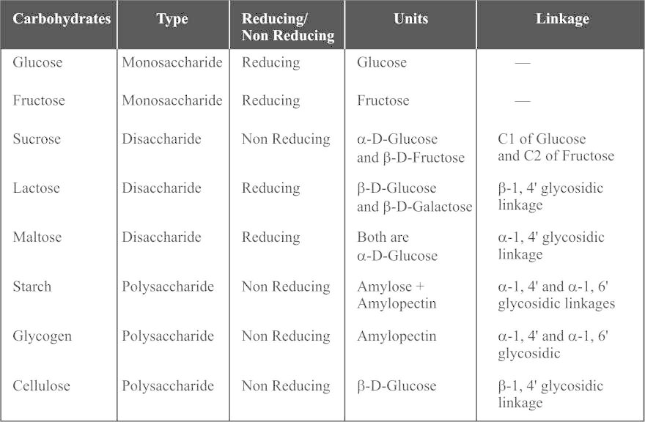 Carbohydrates Type Reducing/ Units Linkage
Non Reducing
Glucose Monosaccharide Reducing Glucose —
Fructose Monosaccharide Reducing Fructose —
Sucrose Disaccharide Non Reducing α-D-Glucose C1 of Glucose
and β-D-Fructose and C2 of Fructose
Lactose Disaccharide Reducing β-D-Glucose β-1, 4' glycosidic
and β-D-Galactose linkage
Maltose Disaccharide Reducing Both are α-1, 4' glycosidic
α-D-Glucose linkage
Starch Polysaccharide Non Reducing Amylose + α-1, 4' and α-1, 6'
Amylopectin glycosidic linkages
Glycogen Polysaccharide Non Reducing Amylopectin α-1, 4' and α-1, 6'
glycosidic
Cellulose Polysaccharide Non Reducing β-D-Glucose β-1, 4' glycosidic
linkage